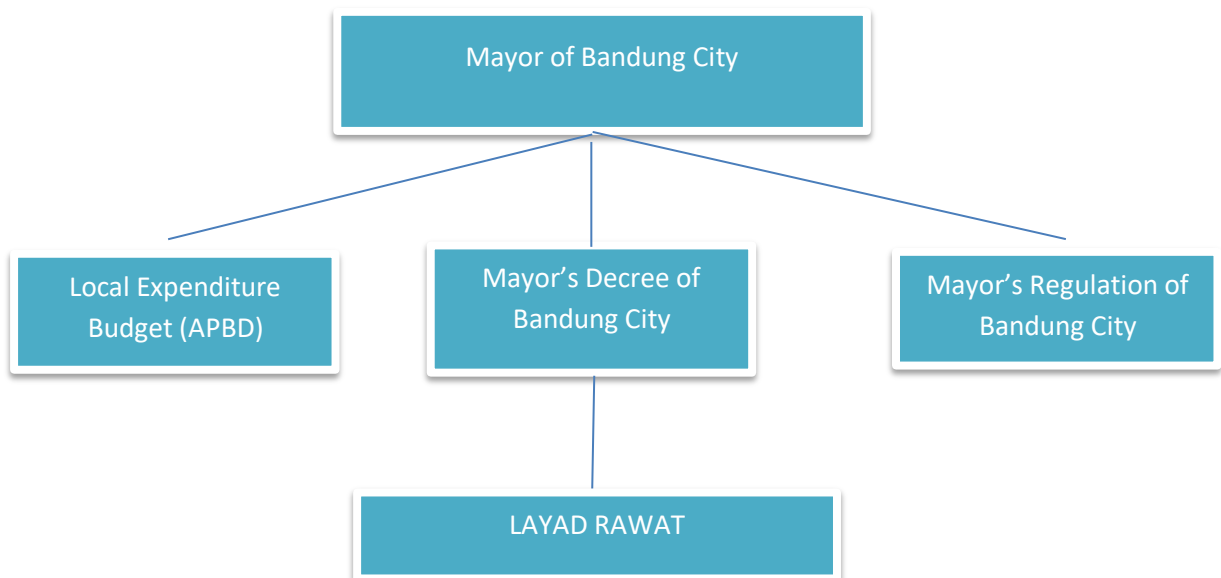 Mayor of Bandung City
Local Expenditure
Budget (APBD)
Mayor’s Decree of
Bandung City
Mayor’s Regulation of
Bandung City
LAYAD RAWAT